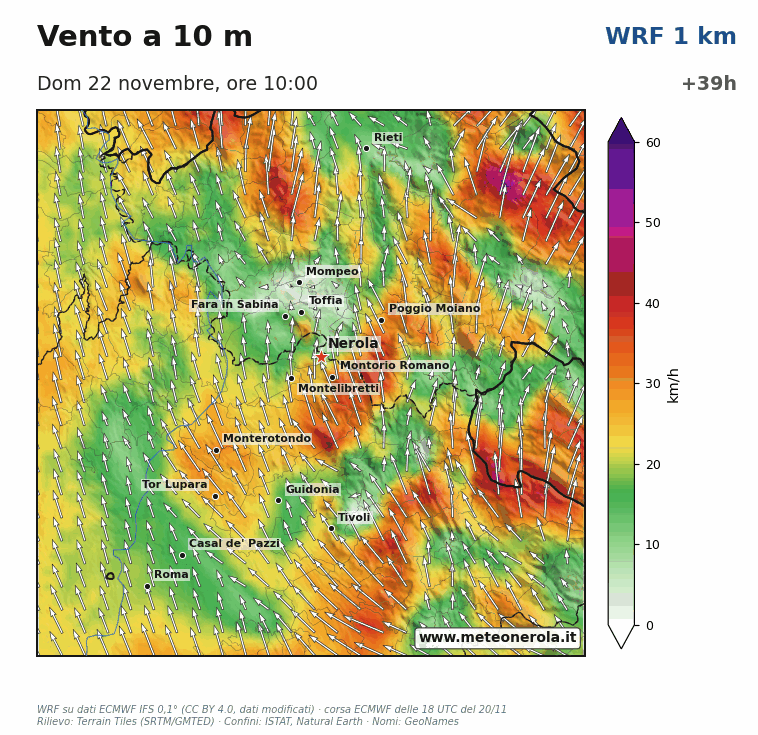 Vento a 10 m
WRF 1 km
Dom 22 novembre, ore 10:00
+39h
Rieti
Mompeo
Fara in Sabina
Toffia
Poggio Moiano
Nerola
Montorio Romano
Montelibretti
Monterotondo
Tor Lupara
Guidonia
Tivoli
Casal de' Pazzi
Roma
www.meteonerola.it
60
50
40
30
20
10
0
km/h
WRF su dati ECMWF IFS 0,1° (CC BY 4.0, dati modificati) · corsa ECMWF delle 18 UTC del 20/11
Rilievo: Terrain Tiles (SRTM/GMTED) · Confini: ISTAT, Natural Earth · Nomi: GeoNames